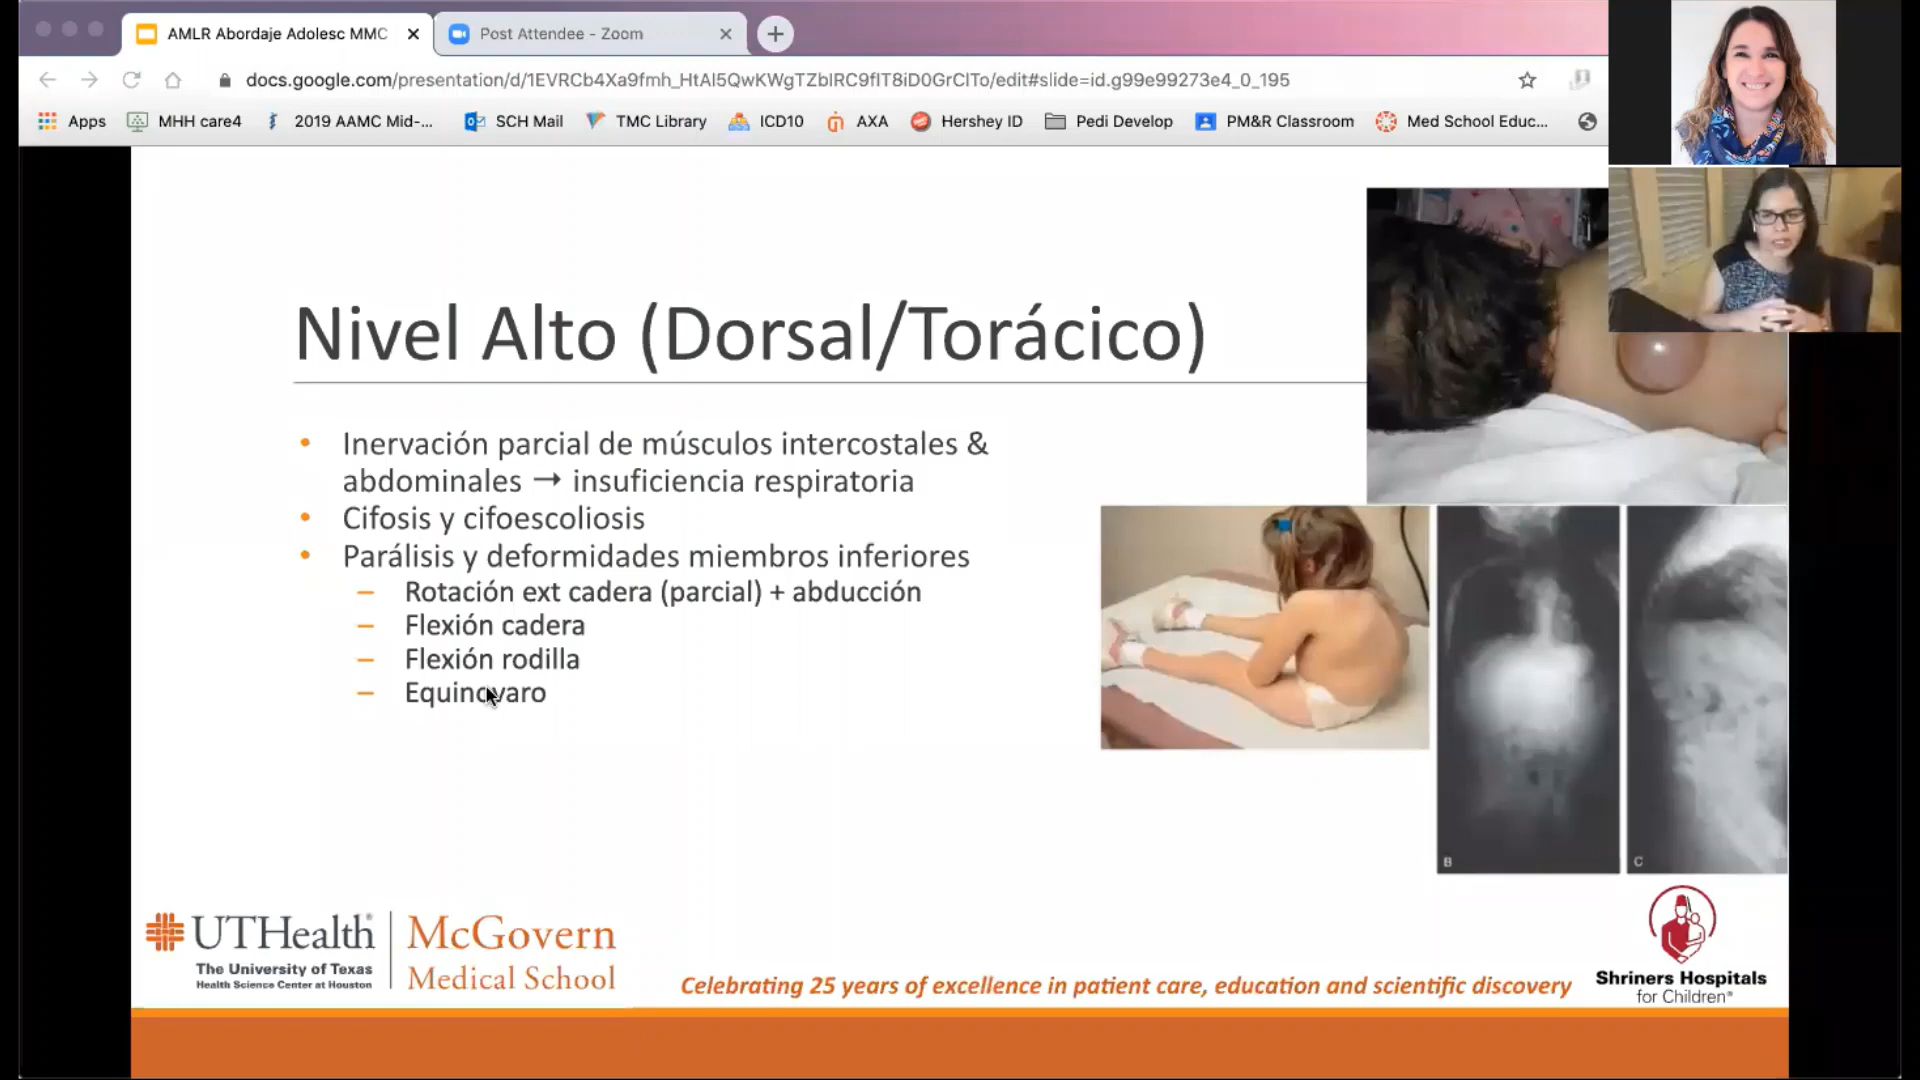 AMLR Abordaje Adolesc MMC
Post Attendee - Zoom
docs.google.com/presentation/d/1EVRCb4Xa9fmh_HtAl5QwKWgTZblRC9flT8iD0GrClTo/edit#slide=id.g99e99273e4_0_195
Apps MHH care4 2019 AAMC Mid-... SCH Mail TMC Library ICD10 AXA Hershey ID Pedi Develop PM&R Classroom Med School Educ...
Nivel Alto (Dorsal/Torácico)
• Inervación parcial de músculos intercostales &
abdominales → insuficiencia respiratoria
• Cifosis y cifoescoliosis
• Parálisis y deformidades miembros inferiores
– Rotación ext cadera (parcial) + abducción
– Flexión cadera
– Flexión rodilla
– Equinovaro
B
C
UTHealth®
The University of Texas
Health Science Center at Houston
McGovern
Medical School
Celebrating 25 years of excellence in patient care, education and scientific discovery
Shriners Hospitals
for Children®